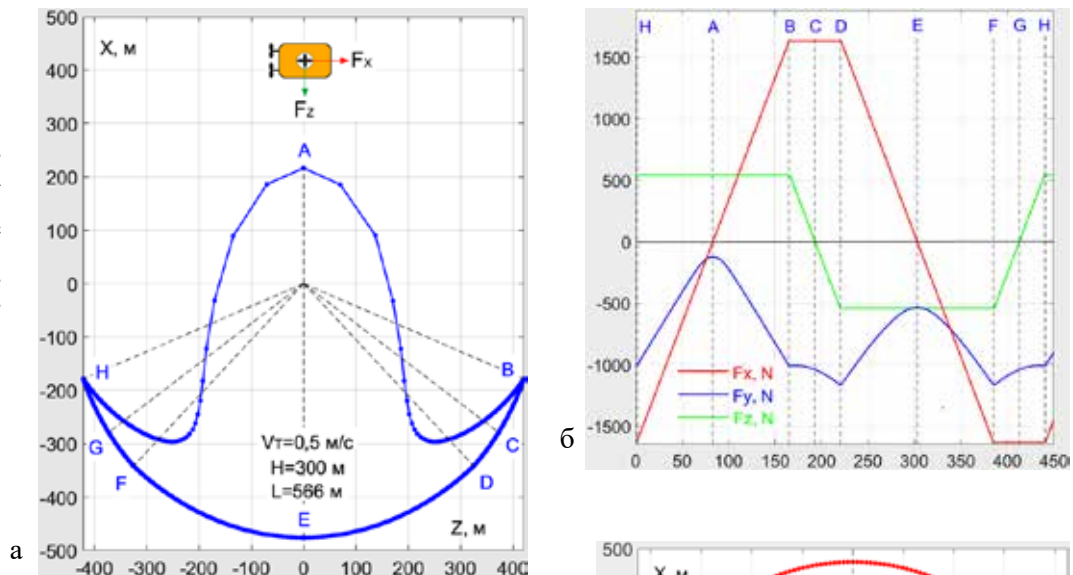 500
X, м
400
300
200
100
0
-100
-200
-300
-400
-500
Fx
Fz
A
H
B
G
C
F
D
E
Vт=0,5 м/с
H=300 м
L=566 м
Z, м
-400 -300 -200 -100 0 100 200 300 400
а
H A B C D E F G H
1500
1000
500
0
-500
-1000
-1500
Fx, N
Fy, N
Fz, N
0 50 100 150 200 250 300 350 400 450
б
500
X, м